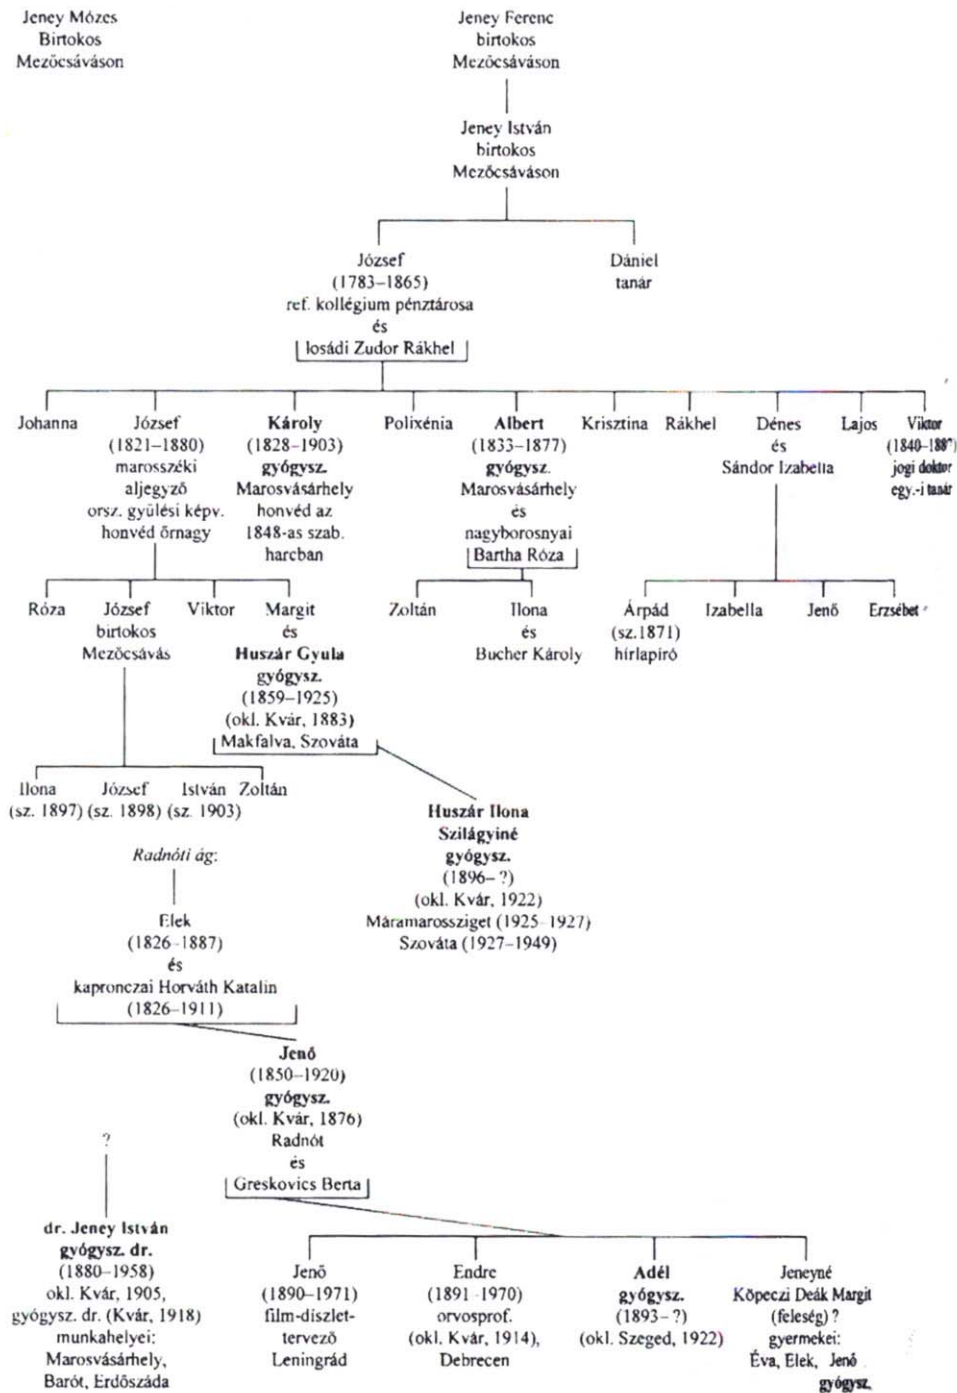 Jeney Mózes
Birtokos
Mezőcsáváson
Jeney Ferenc
birtokos
Mezőcsáváson
Jeney István
birtokos
Mezőcsáváson
József
(1783–1865)
ref. kollégium pénztárosa
és
losádi Zudor Rákhel
Dániel
tanár
Johanna
József
(1821–1880)
marosszéki
aljegyző
orsz. gyülési képv.
honvéd őrnagy
Károly
(1828–1903)
gyógysz.
Marosvásárhely
honvéd az
1848-as szab.
harcban
Polixénia
Albert
(1833–1877)
gyógysz.
Marosvásárhely
és
nagyborosnyai
Bartha Róza
Krisztina
Rákhel
Dénes
és
Sándor Izabella
Lajos
Viktor
jogi doktor
egy.-i tanár
Róza
József
birtokos
Mezőcsávás
Viktor
Margit
és
Huszár Gyula
gyógysz.
(1859–1925)
(okl. Kvár, 1883)
Makfalva, Szováta
Zoltán
Ilona
és
Bucher Károly
Árpád
(sz.1871)
hírlapíró
Izabella
Jenő
Erzsébet
Ilona
(sz. 1897)
József
(sz. 1898)
István
(sz. 1903)
Zoltán
Huszár Ilona
Szilágyiné
gyógysz.
(1896– ?)
(okl. Kvár, 1922)
Máramarossziget (1925–1927)
Szováta (1927–1949)
Radnóti ág:
Elek
(1826–1887)
és
kapronczai Horváth Katalin
(1826–1911)
Jenő
(1850–1920)
gyógysz.
(okl. Kvár, 1876)
Radnót
és
Greskovics Berta
?
dr. Jeney István
gyógysz. dr.
(1880–1958)
okl. Kvár, 1905,
gyógysz. dr. (Kvár, 1918)
munkahelyei:
Marosvásárhely,
Barót, Erdőszáda
Jenő
(1890–1971)
film-díszlet-
tervező
Leningrád
Endre
(1891–1970)
orvosprof.
(okl. Kvár, 1914),
Debrecen
Adél
gyógysz.
(1893– ?)
(okl. Szeged, 1922)
Jeneyné
Köpeczi Deák Margit
(feleség) ?
gyermekei:
Éva, Elek, Jenő
gyógysz.